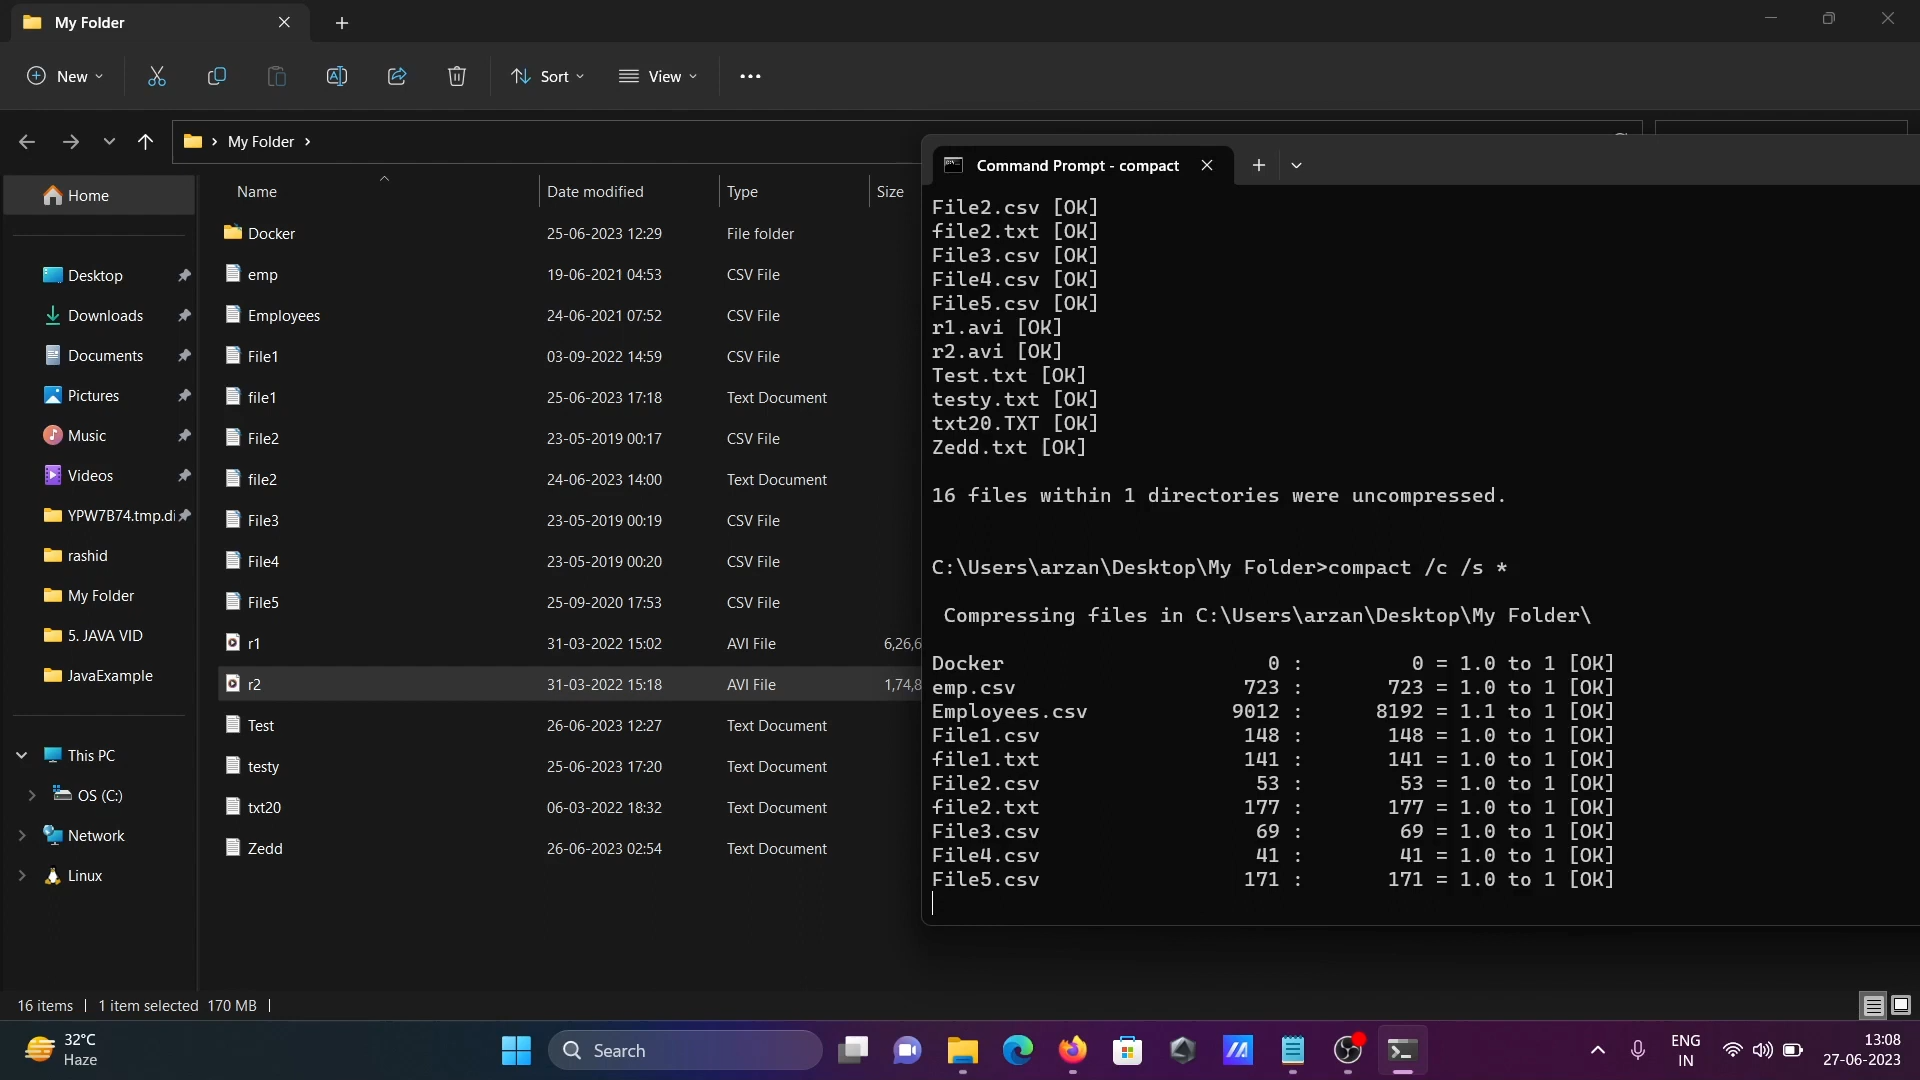 My Folder
New
Sort
View
My Folder
Name
Date modified
Type
Size
Home
Desktop
Downloads
Documents
Pictures
Music
Videos
YPW7B74.tmp.di
rashid
My Folder
5. JAVA VID
JavaExample
This PC
OS (C:)
Network
Linux
Docker 25-06-2023 12:29 File folder
emp 19-06-2021 04:53 CSV File
Employees 24-06-2021 07:52 CSV File
File1 03-09-2022 14:59 CSV File
file1 25-06-2023 17:18 Text Document
File2 23-05-2019 00:17 CSV File
file2 24-06-2023 14:00 Text Document
File3 23-05-2019 00:19 CSV File
File4 23-05-2019 00:20 CSV File
File5 25-09-2020 17:53 CSV File
r1 31-03-2022 15:02 AVI File 6,26,6
r2 31-03-2022 15:18 AVI File 1,74,8
Test 26-06-2023 12:27 Text Document
testy 25-06-2023 17:20 Text Document
txt20 06-03-2022 18:32 Text Document
Zedd 26-06-2023 02:54 Text Document
Command Prompt - compact
File2.csv [OK]
file2.txt [OK]
File3.csv [OK]
File4.csv [OK]
File5.csv [OK]
r1.avi [OK]
r2.avi [OK]
Test.txt [OK]
testy.txt [OK]
txt20.TXT [OK]
Zedd.txt [OK]
16 files within 1 directories were uncompressed.
C:\Users\arzan\Desktop\My Folder>compact /c /s *
Compressing files in C:\Users\arzan\Desktop\My Folder\
Docker 0 : 0 = 1.0 to 1 [OK]
emp.csv 723 : 723 = 1.0 to 1 [OK]
Employees.csv 9012 : 8192 = 1.1 to 1 [OK]
File1.csv 148 : 148 = 1.0 to 1 [OK]
file1.txt 141 : 141 = 1.0 to 1 [OK]
File2.csv 53 : 53 = 1.0 to 1 [OK]
file2.txt 177 : 177 = 1.0 to 1 [OK]
File3.csv 69 : 69 = 1.0 to 1 [OK]
File4.csv 41 : 41 = 1.0 to 1 [OK]
File5.csv 171 : 171 = 1.0 to 1 [OK]
16 items | 1 item selected 170 MB |
32°C
Haze
Search
ENG
IN
13:08
27-06-2023